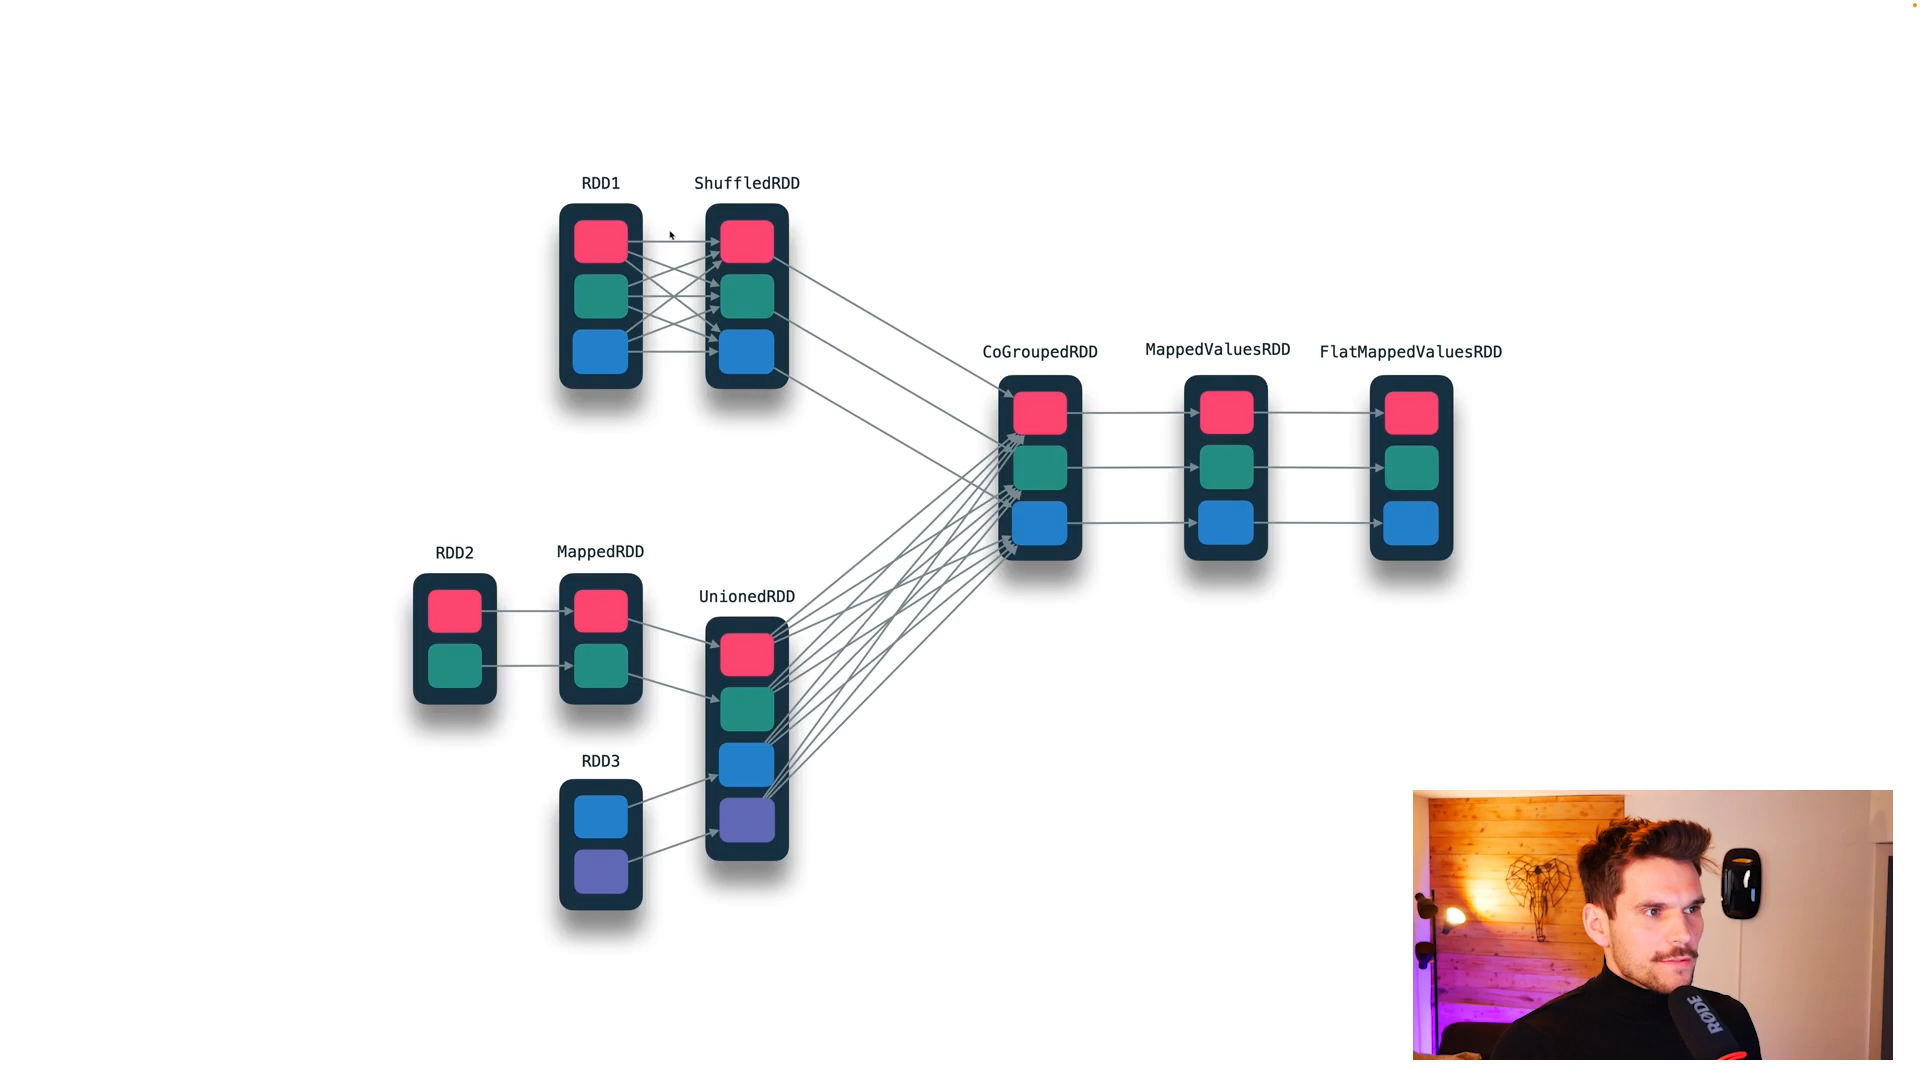 RDD1
ShuffledRDD
CoGroupedRDD
MappedValuesRDD
FlatMappedValuesRDD
RDD2
MappedRDD
UnionedRDD
RDD3
RØDE